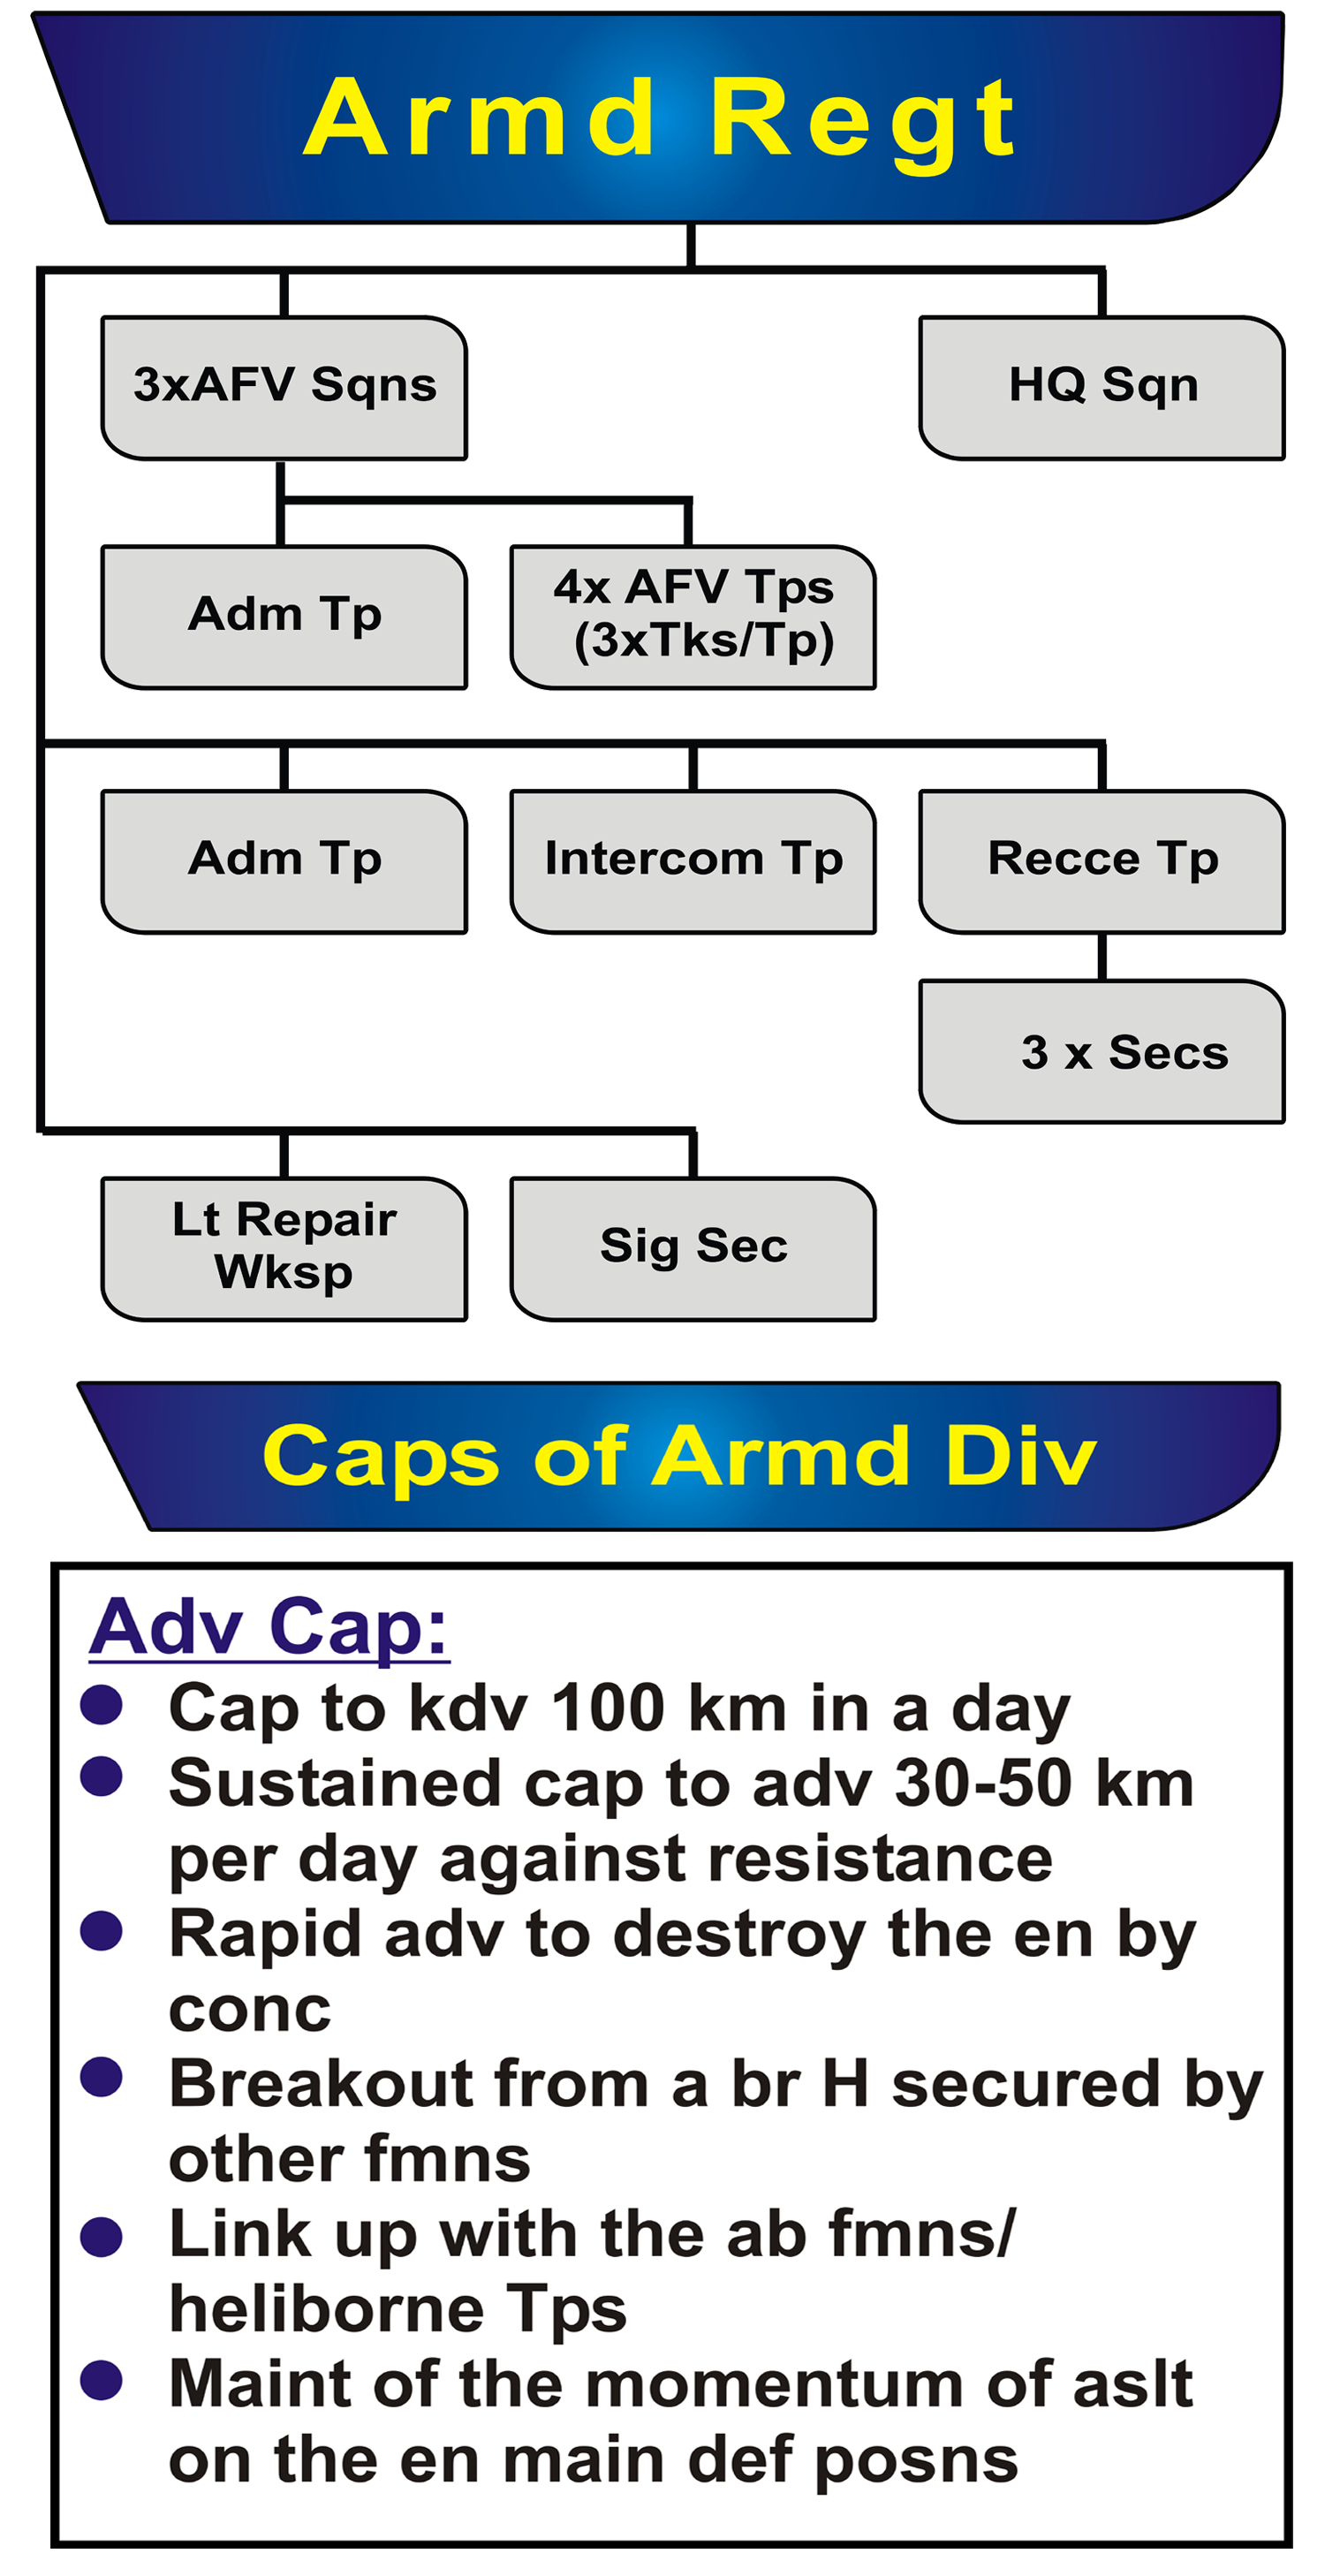 Armd Regt
3xAFV Sqns
HQ Sqn
Adm Tp
4x AFV Tps
(3xTks/Tp)
Adm Tp
Intercom Tp
Recce Tp
3 x Secs
Lt Repair
Wksp
Sig Sec
Caps of Armd Div
Adv Cap:
Cap to kdv 100 km in a day
Sustained cap to adv 30-50 km
per day against resistance
Rapid adv to destroy the en by
conc
Breakout from a br H secured by
other fmns
Link up with the ab fmns/
heliborne Tps
Maint of the momentum of aslt
on the en main def posns